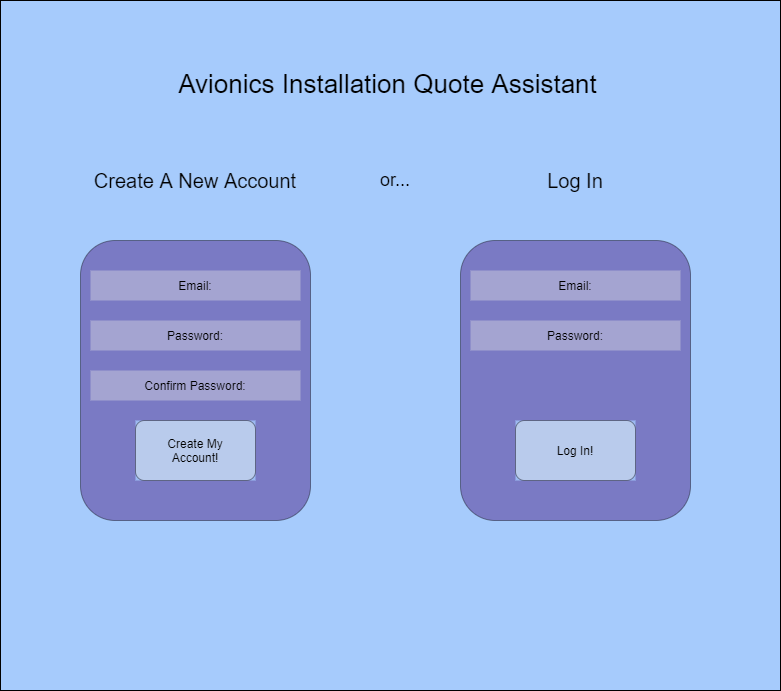 Avionics Installation Quote Assistant
Create A New Account
or...
Log In
Email:
Password:
Confirm Password:
Create My
Account!
Email:
Password:
Log In!